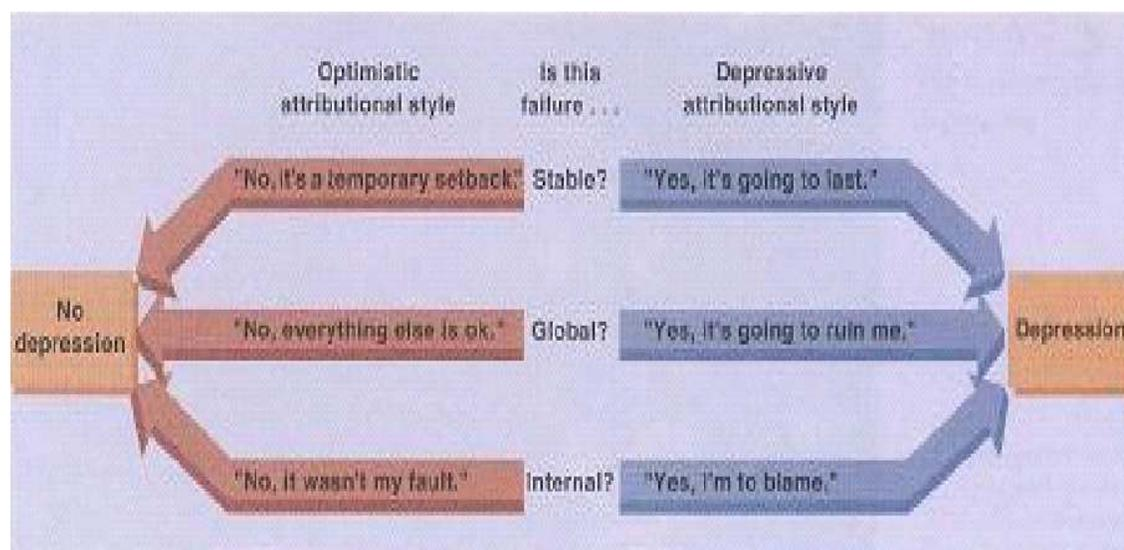 Optimistic
attributional style
Is this
failure . . .
Depressive
attributional style
"No, it's a temporary setback."
Stable?
"Yes, it's going to last."
No
depression
"No, everything else is ok."
Global?
"Yes, it's going to ruin me."
Depression
"No, it wasn't my fault."
Internal?
"Yes, I'm to blame."